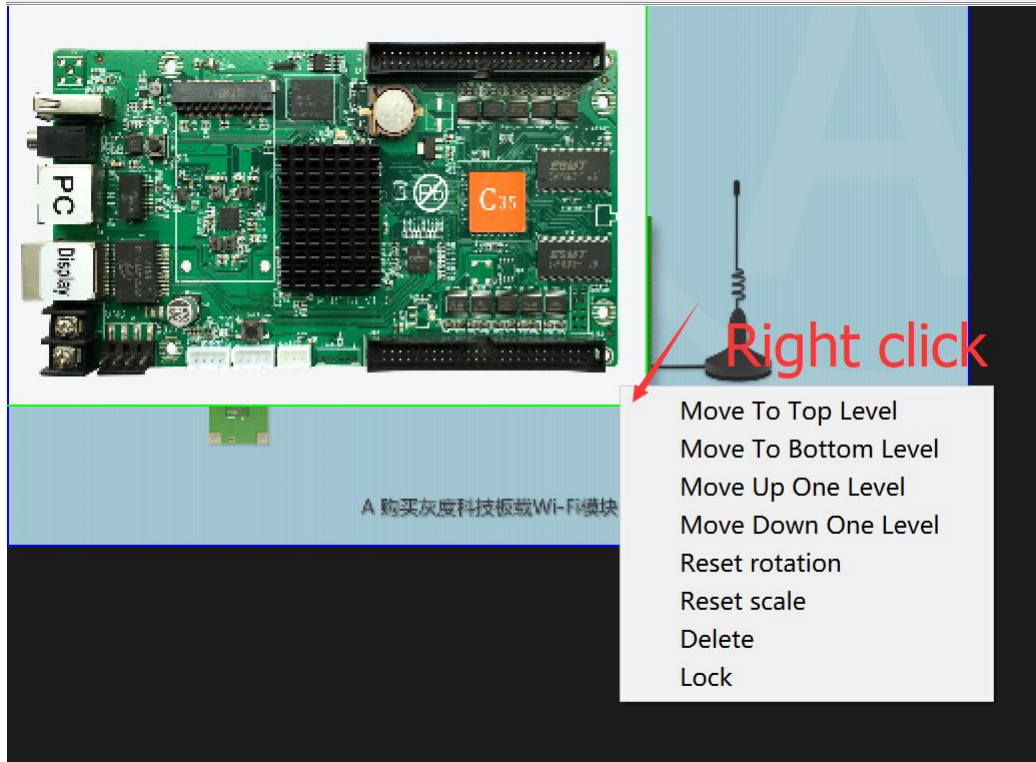 PC
Display
Pb
C35
ESMT
ESMT
Right click
Move To Top Level
Move To Bottom Level
Move Up One Level
Move Down One Level
Reset rotation
Reset scale
Delete
Lock
A 购买灰度科技板载Wi-Fi模块